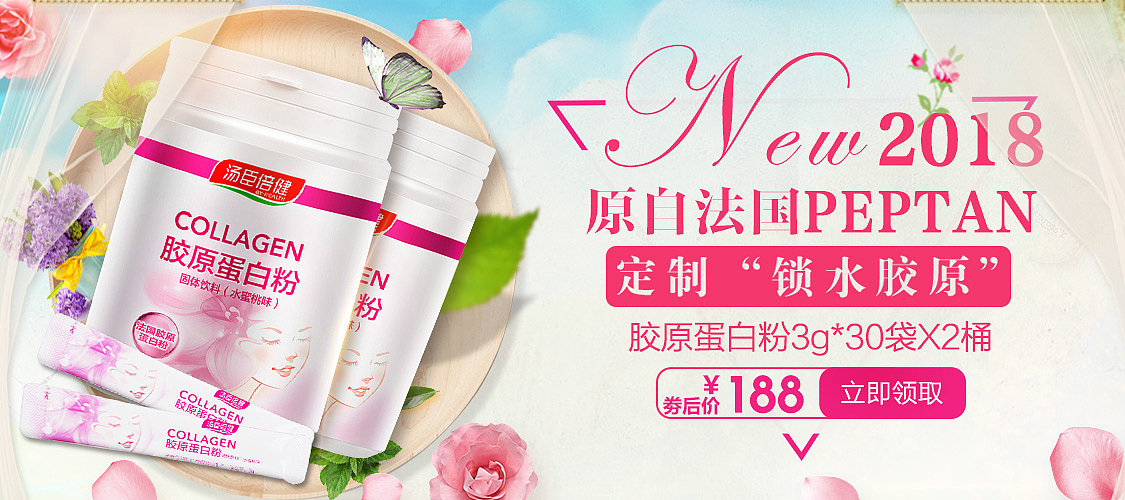 汤臣倍健
BY-HEALTH
COLLAGEN
胶原蛋白粉
固体饮料（水蜜桃味）
法国胶原
蛋白粉
COLLAGEN
胶原蛋白粉
COLLAGEN
胶原蛋白粉
New 2018
原白法国PEPTAN
定制“锁水胶原”
胶原蛋白粉3g*30袋X2桶
券后价 ¥188 立即领取